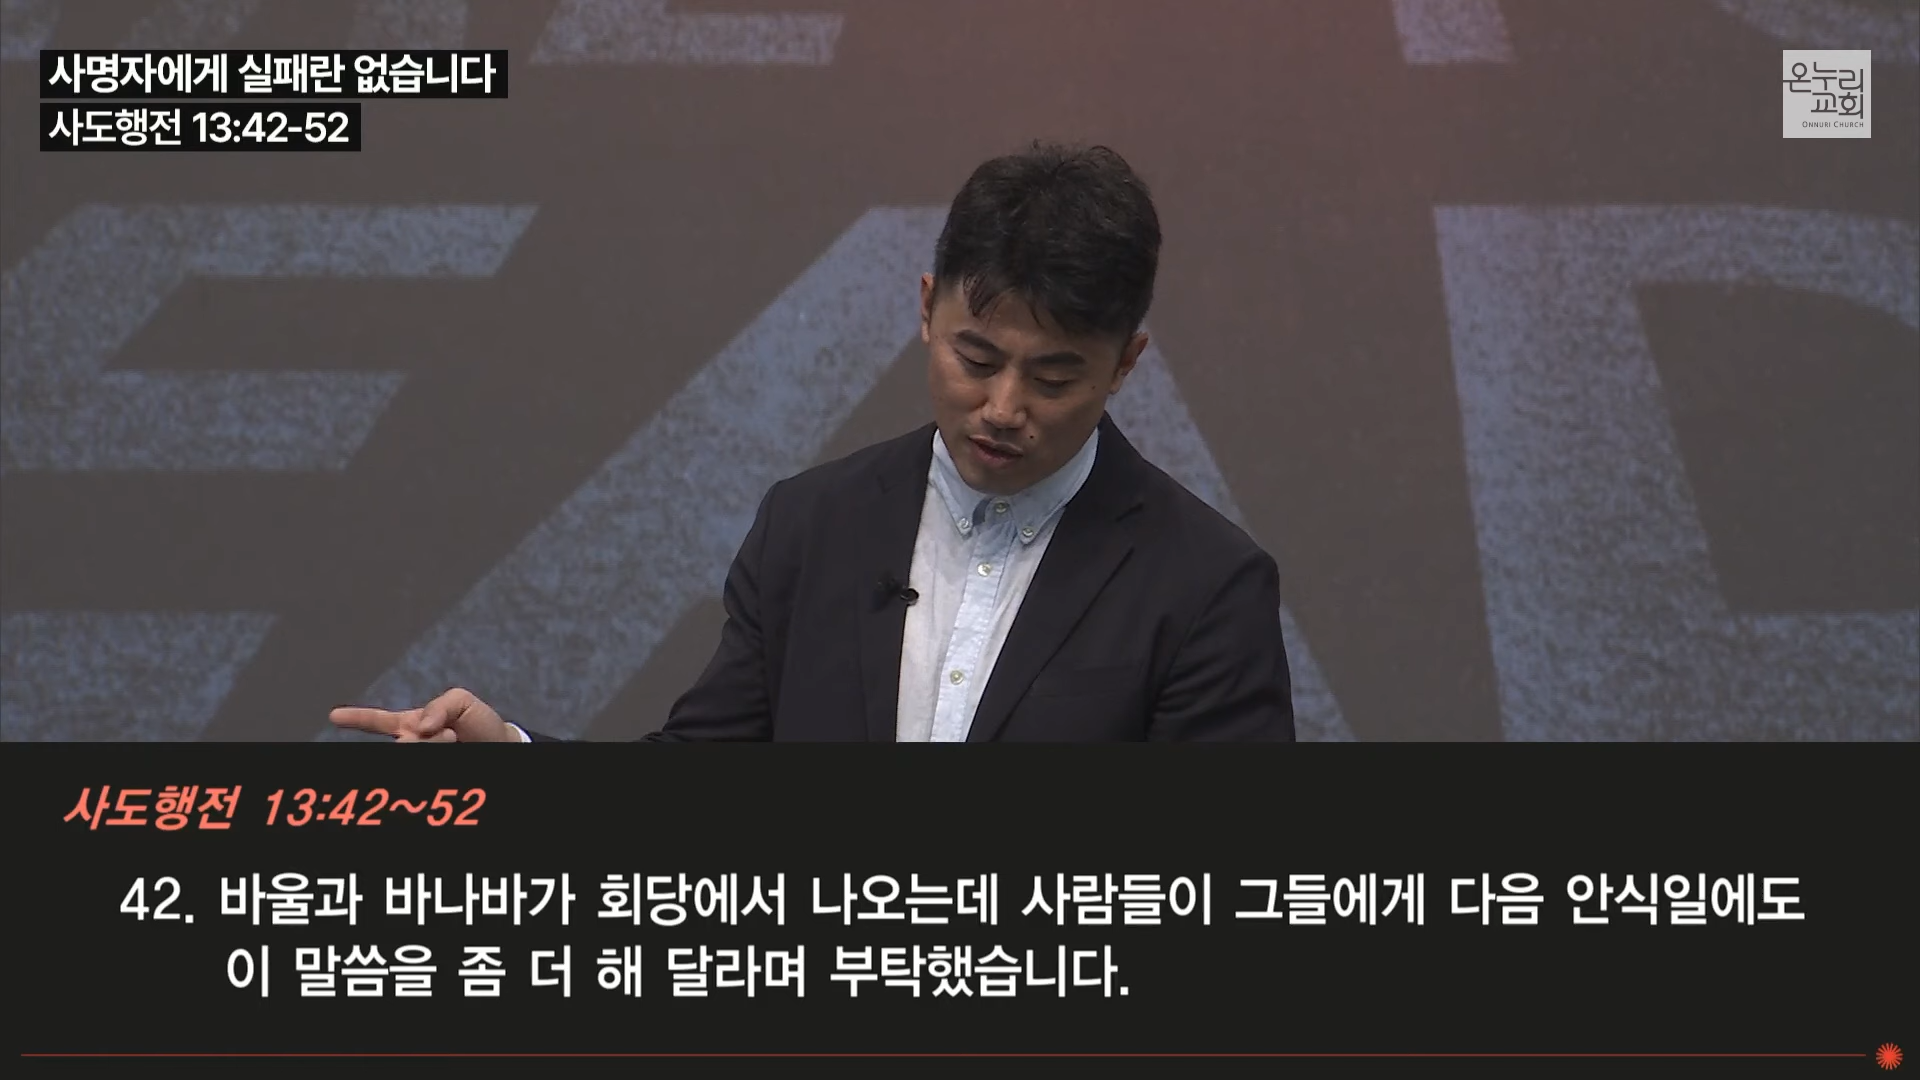 사명자에게 실패란 없습니다
사도행전 13:42-52
온누리
교회
ONNURI CHURCH
사도행전 13:42~52
42. 바울과 바나바가 회당에서 나오는데 사람들이 그들에게 다음 안식일에도
이 말씀을 좀 더 해 달라며 부탁했습니다.